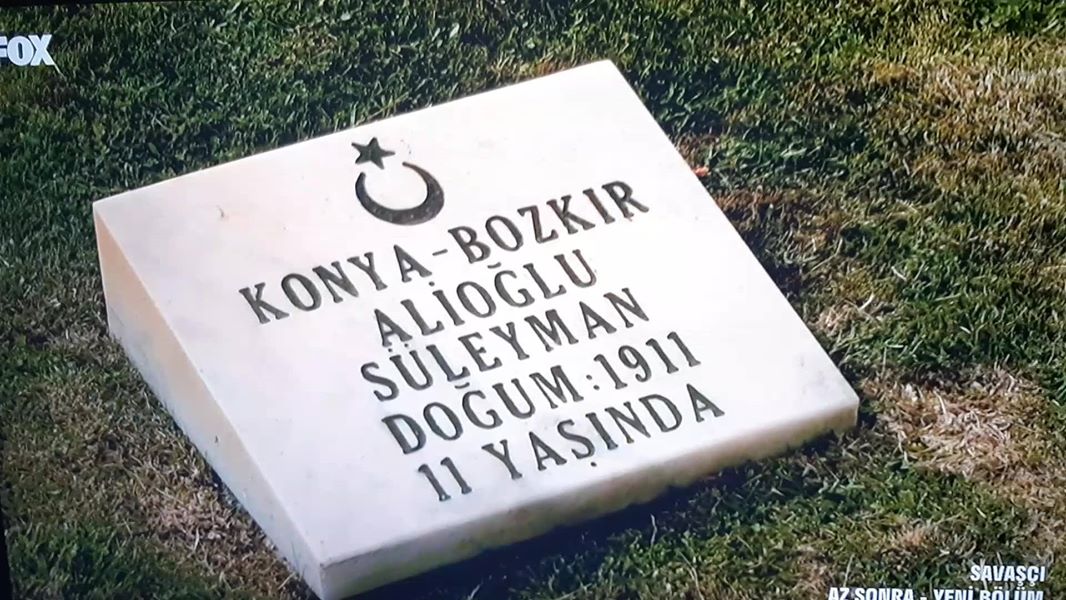 FOX
KONYA-BOZKIR
ALİOĞLU
SÜLEYMAN
DOĞUM:1911
11 YAŞINDA
SAVAŞÇI
AZ SONRA - YENİ BÖLÜM